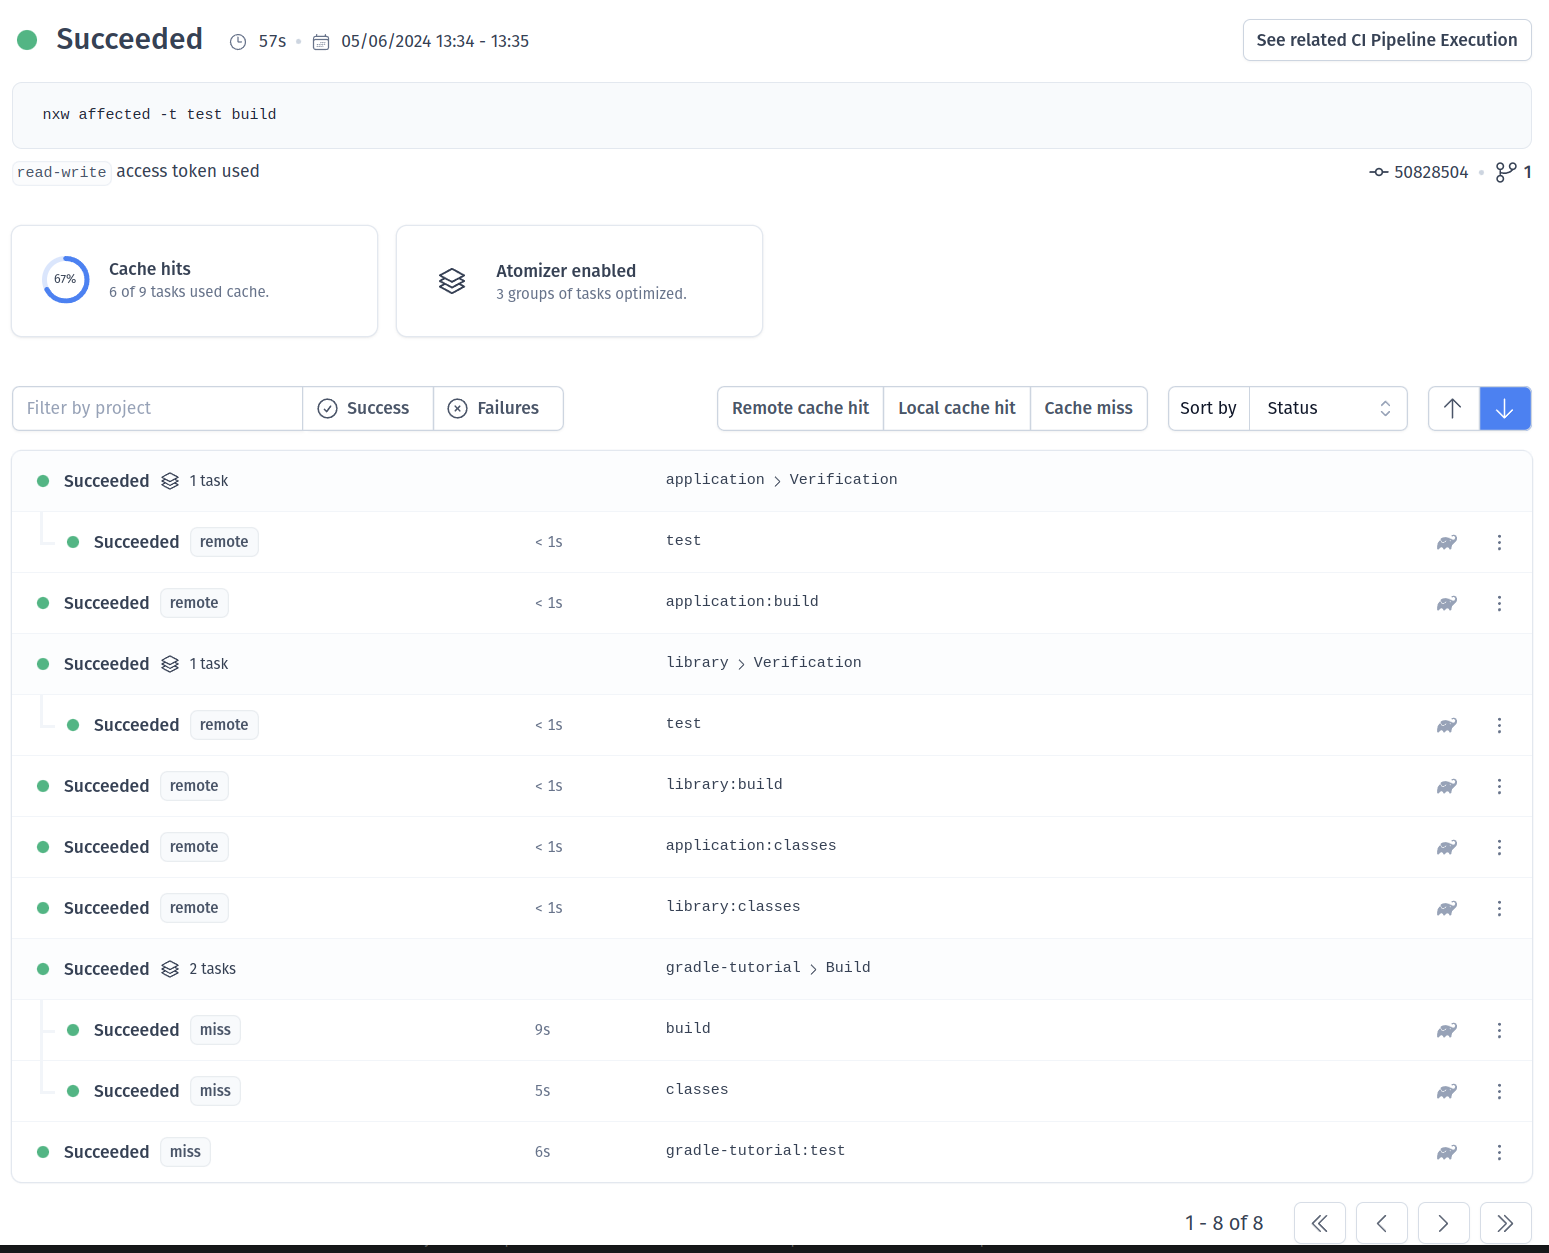 Succeeded 57s • 05/06/2024 13:34 - 13:35 See related CI Pipeline Execution
nxw affected -t test build
read-write access token used 50828504 • 1
67% Cache hits
6 of 9 tasks used cache.
Atomizer enabled
3 groups of tasks optimized.
Filter by project Success Failures Remote cache hit Local cache hit Cache miss Sort by Status
Succeeded 1 task application > Verification
Succeeded remote < 1s test
Succeeded remote < 1s application:build
Succeeded 1 task library > Verification
Succeeded remote < 1s test
Succeeded remote < 1s library:build
Succeeded remote < 1s application:classes
Succeeded remote < 1s library:classes
Succeeded 2 tasks gradle-tutorial > Build
Succeeded miss 9s build
Succeeded miss 5s classes
Succeeded miss 6s gradle-tutorial:test
1 - 8 of 8